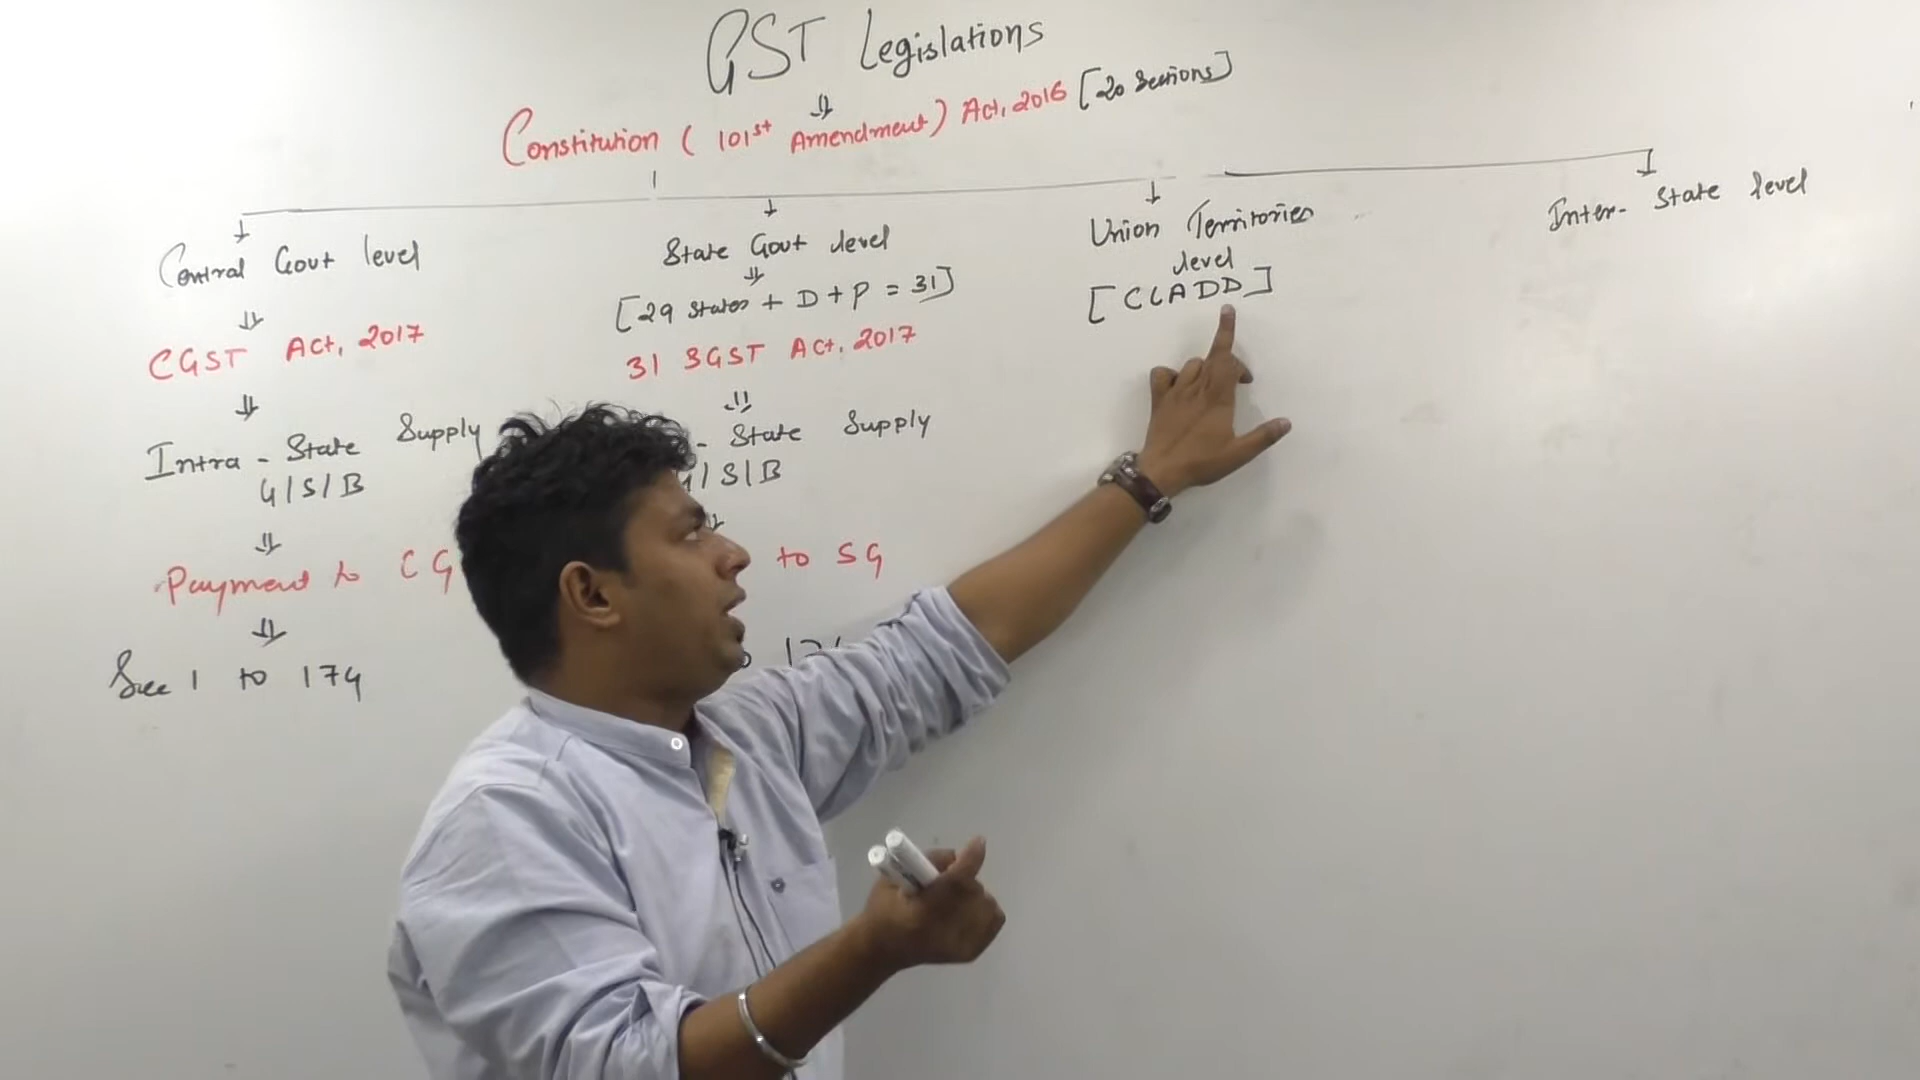 GST Legislations
⇓
Constitution ( 101st Amendment) Act, 2016 [20 Sections]
Central Govt level
⇓
CGST Act, 2017
⇓
Intra - State Supply
G/S/B
⇓
Payment to CG
⇓
Sec 1 to 174
State Govt level
⇓
[29 States + D + P = 31]
31 SGST Act, 2017
⇓
- State Supply
/S/B
to SG
Union Territories
level
[CLADD]
Inter- State level